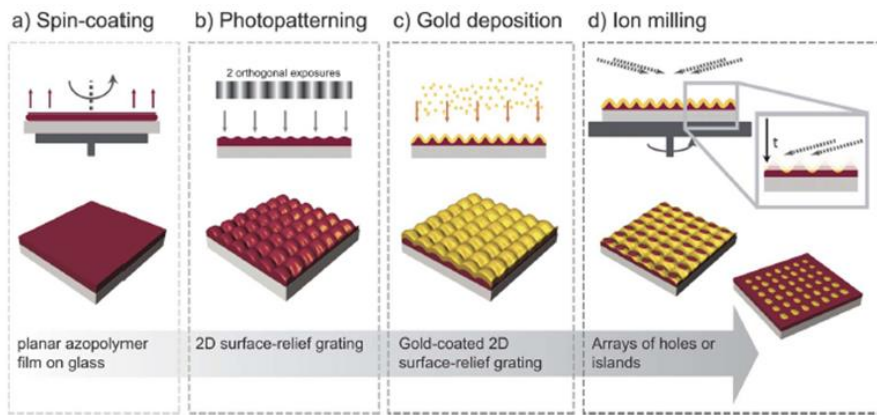 a) Spin-coating
b) Photopatterning
c) Gold deposition
d) Ion milling
2 orthogonal exposures
t
planar azopolymer
film on glass
2D surface-relief grating
Gold-coated 2D
surface-relief grating
Arrays of holes or
islands